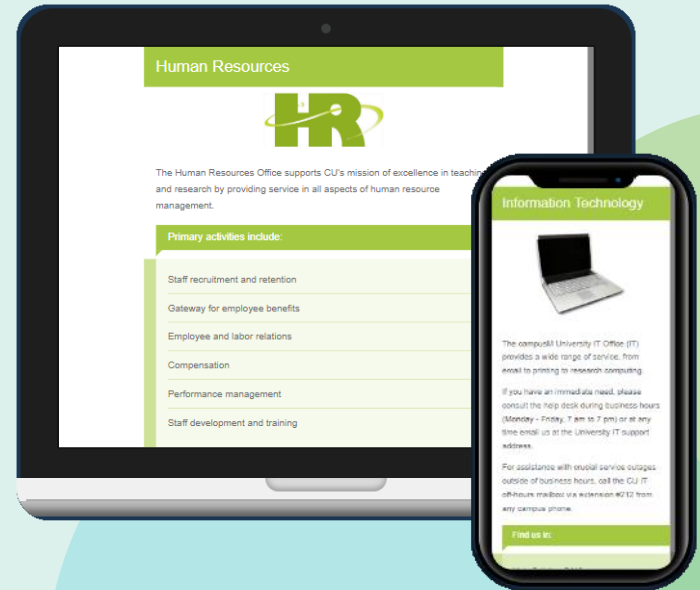 Human Resources
HR
The Human Resources Office supports CU's mission of excellence in teaching
and research by providing service in all aspects of human resource
management.
Primary activities include:
Staff recruitment and retention
Gateway for employee benefits
Employee and labor relations
Compensation
Performance management
Staff development and training
Information Technology
The campusM University IT Office (IT)
provides a wide range of service, from
email to printing to research computing.
If you have an immediate need, please
consult the help desk during business hours
(Monday - Friday, 7 am to 7 pm) or at any
time email us at the University IT support
address.
For assistance with crucial service outages
outside of business hours, call the CU IT
off-hours mailbox via extension #212 from
any campus phone.
Find us in: